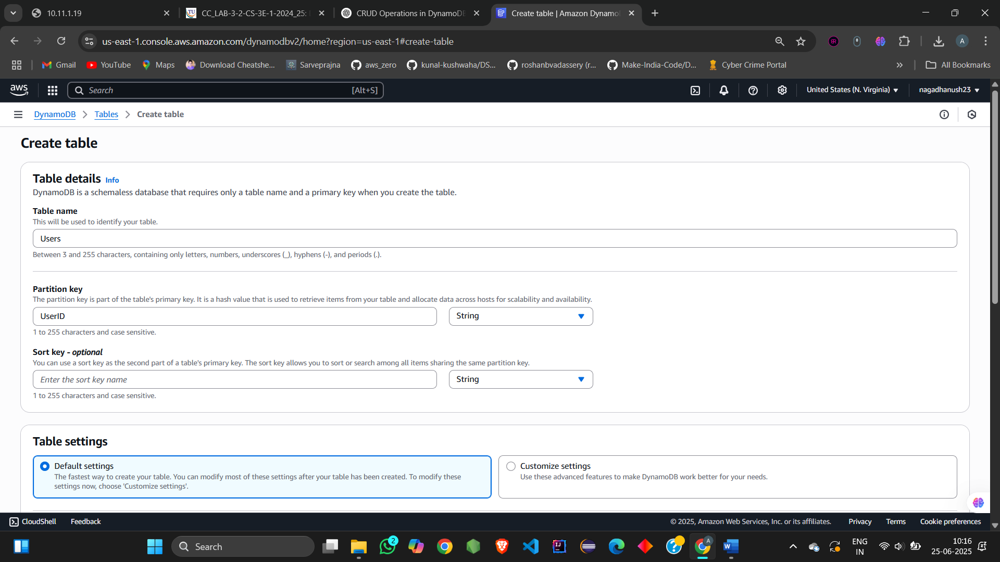 10.11.1.19
CC_LAB-3-2-CS-3E-1-2024_25:
CRUD Operations in DynamoDB
Create table | Amazon Dynamo
us-east-1.console.aws.amazon.com/dynamodbv2/home?region=us-east-1#create-table
ER
A
Gmail
YouTube
Maps
Download Cheatshe...
Sarveprajna
aws_zero
kunal-kushwaha/DS...
roshanbvadassery (r...
Make-India-Code/D...
Cyber Crime Portal
All Bookmarks
aws
Search
[Alt+S]
United States (N. Virginia)
nagadhanush23
DynamoDB
Tables
Create table
Create table
Table details Info
DynamoDB is a schemaless database that requires only a table name and a primary key when you create the table.
Table name
This will be used to identify your table.
Users
Between 3 and 255 characters, containing only letters, numbers, underscores (_), hyphens (-), and periods (.).
Partition key
The partition key is part of the table's primary key. It is a hash value that is used to retrieve items from your table and allocate data across hosts for scalability and availability.
UserID
String
1 to 255 characters and case sensitive.
Sort key - optional
You can use a sort key as the second part of a table's primary key. The sort key allows you to sort or search among all items sharing the same partition key.
Enter the sort key name
String
1 to 255 characters and case sensitive.
Table settings
Default settings
The fastest way to create your table. You can modify most of these settings after your table has been created. To modify these
settings now, choose 'Customize settings'.
Customize settings
Use these advanced features to make DynamoDB work better for your needs.
CloudShell
Feedback
© 2025, Amazon Web Services, Inc. or its affiliates.
Privacy
Terms
Cookie preferences
Search
2
A
ENG
IN
10:16
25-06-2025